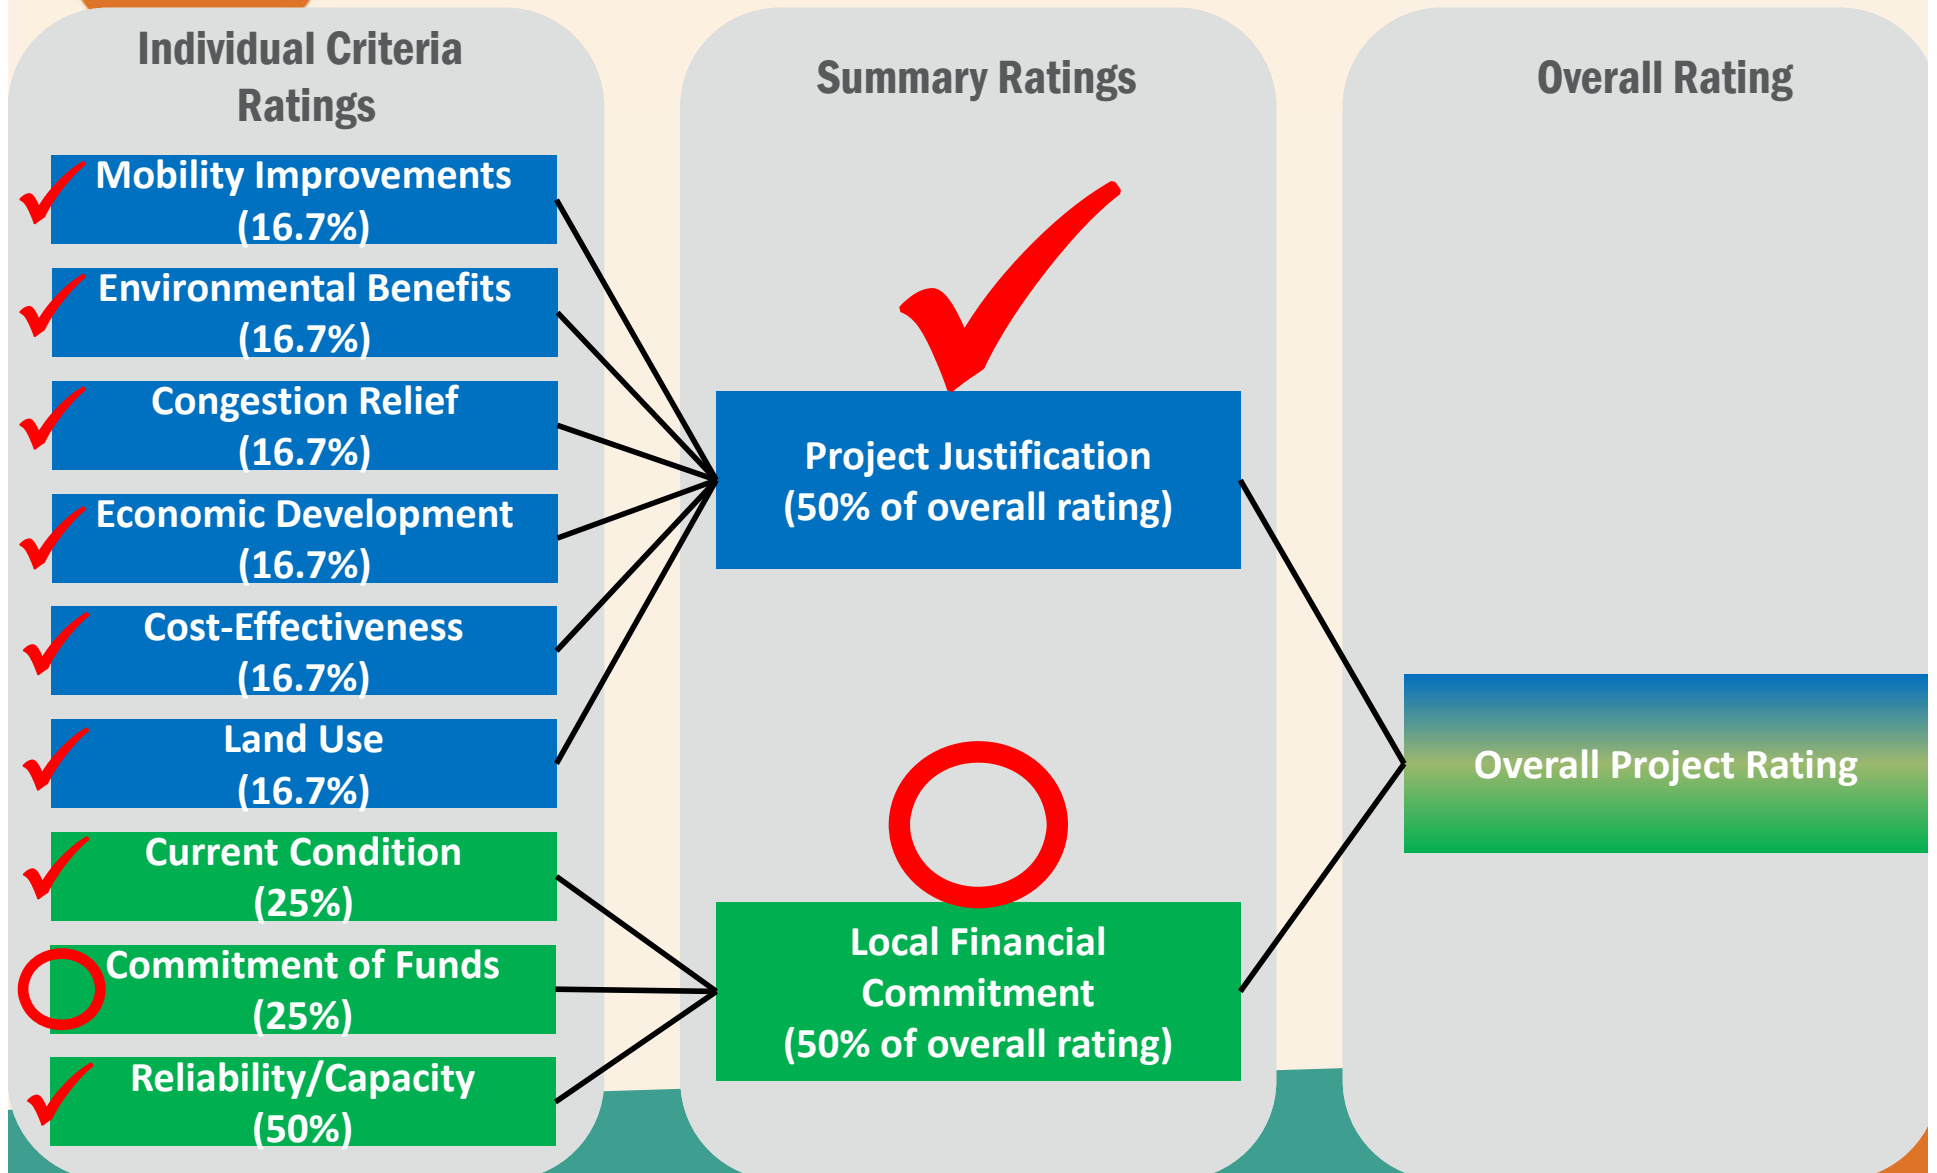 Individual Criteria
Ratings
Mobility Improvements
(16.7%)
Environmental Benefits
(16.7%)
Congestion Relief
(16.7%)
Economic Development
(16.7%)
Cost-Effectiveness
(16.7%)
Land Use
(16.7%)
Current Condition
(25%)
Commitment of Funds
(25%)
Reliability/Capacity
(50%)
Summary Ratings
Project Justification
(50% of overall rating)
Local Financial
Commitment
(50% of overall rating)
Overall Rating
Overall Project Rating